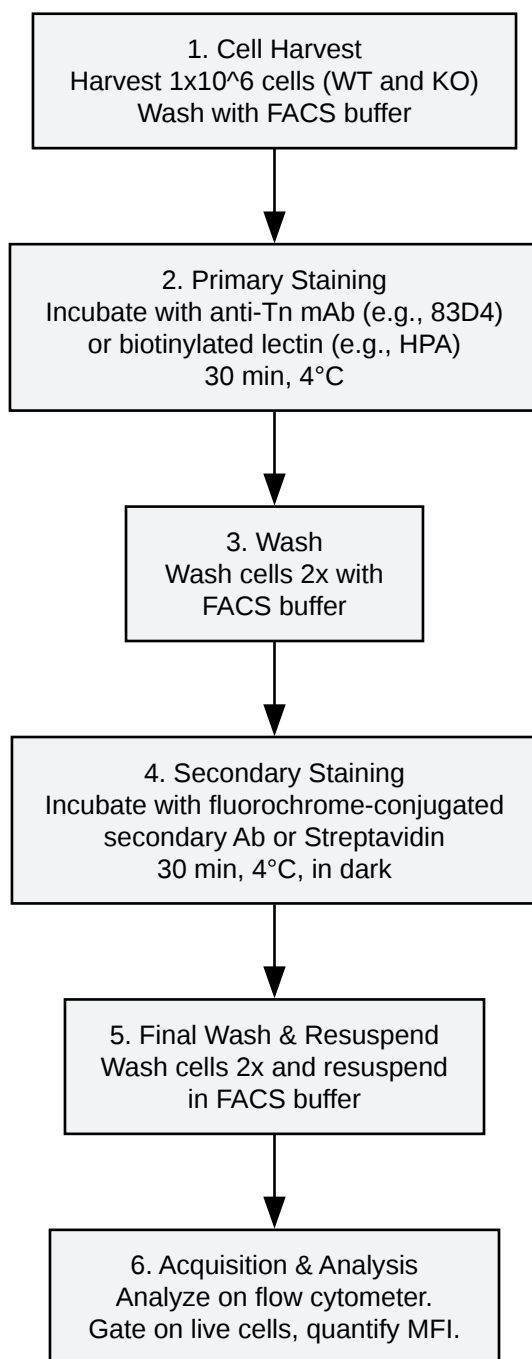 1. Cell Harvest
Harvest 1x10^6 cells (WT and KO)
Wash with FACS buffer
2. Primary Staining
Incubate with anti-Tn mAb (e.g., 83D4)
or biotinylated lectin (e.g., HPA)
30 min, 4°C
3. Wash
Wash cells 2x with
FACS buffer
4. Secondary Staining
Incubate with fluorochrome-conjugated
secondary Ab or Streptavidin
30 min, 4°C, in dark
5. Final Wash & Resuspend
Wash cells 2x and resuspend
in FACS buffer
6. Acquisition & Analysis
Analyze on flow cytometer.
Gate on live cells, quantify MFI.